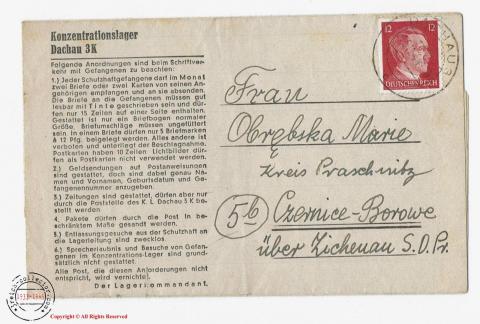 Konzentrationslager
Dachau 3K
Folgende Anordnungen sind beim Schriftver-
kehr mit Gefangenen zu beachten:
1.) Jeder Schutzhaftgefangene darf im Monat
zwei Briefe oder zwei Karten von seinen An-
gehörigen empfangen und an sie absenden.
Die Briefe an die Gefangenen müssen gut
lesbar mit Tinte geschrieben sein und dür-
fen nur 15 Zeilen auf einer Seite enthalten.
Gestattet ist nur ein Briefbogen normaler
Größe, Briefumschläge müssen ungefüttert
sein. In einem Briefe dürfen nur 5 Briefmarken
à 12 Pfg. beigelegt werden. Alles andere ist
verboten und unterliegt der Beschlagnahme.
Postkarten haben 10 Zeilen. Lichtbilder dür-
fen als Postkarten nicht verwendet werden.
2.) Geldsendungen auf Postanweisungen
sind gestattet, doch sind dabei genau Na-
men und Vornamen, Geburtsdatum und Ge-
fangenennummer anzugeben.
3.) Zeitungen sind gestattet, dürfen aber nur
durch die Poststelle des K. L. Dachau 3K be-
stellt werden
4.) Pakete dürfen durch die Post in be-
schränktem Maße gesandt werden.
5.) Entlassungsgesuche aus der Schutzhaft an
die Lagerleitung sind zwecklos.
6.) Sprecherlaubnis und Besuche von Gefan-
genen im Konzentrations-Lager sind grund-
sätzlich nicht gestattet.
Alle Post, die diesen Anforderungen nicht
entspricht, wird vernichtet.
Der Lagerkommandant.
12 12
DEUTSCHES REICH
Frau
Obrębska Marie
Kreis Praschnitz
5b Czernice-Borowe
über Zichenau S.O.Pr.
1933-1945
Copyright © All Rights Reserved